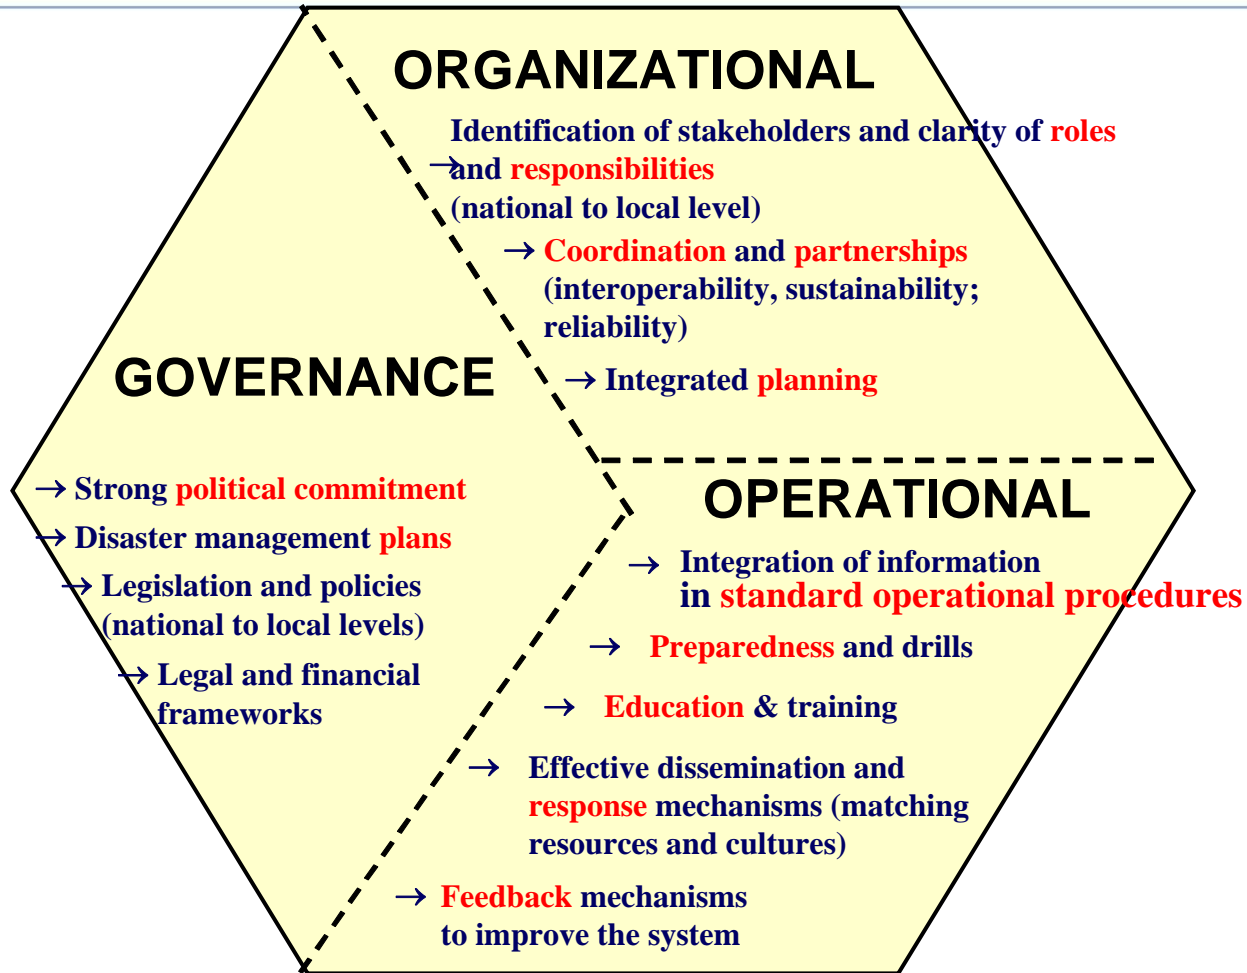 ORGANIZATIONAL
Identification of stakeholders and clarity of roles
→and responsibilities
(national to local level)
→ Coordination and partnerships
(interoperability, sustainability;
reliability)
→ Integrated planning
GOVERNANCE
→ Strong political commitment
→ Disaster management plans
→ Legislation and policies
(national to local levels)
→ Legal and financial
frameworks
OPERATIONAL
→ Integration of information
in standard operational procedures
→ Preparedness and drills
→ Education & training
→ Effective dissemination and
response mechanisms (matching
resources and cultures)
→ Feedback mechanisms
to improve the system